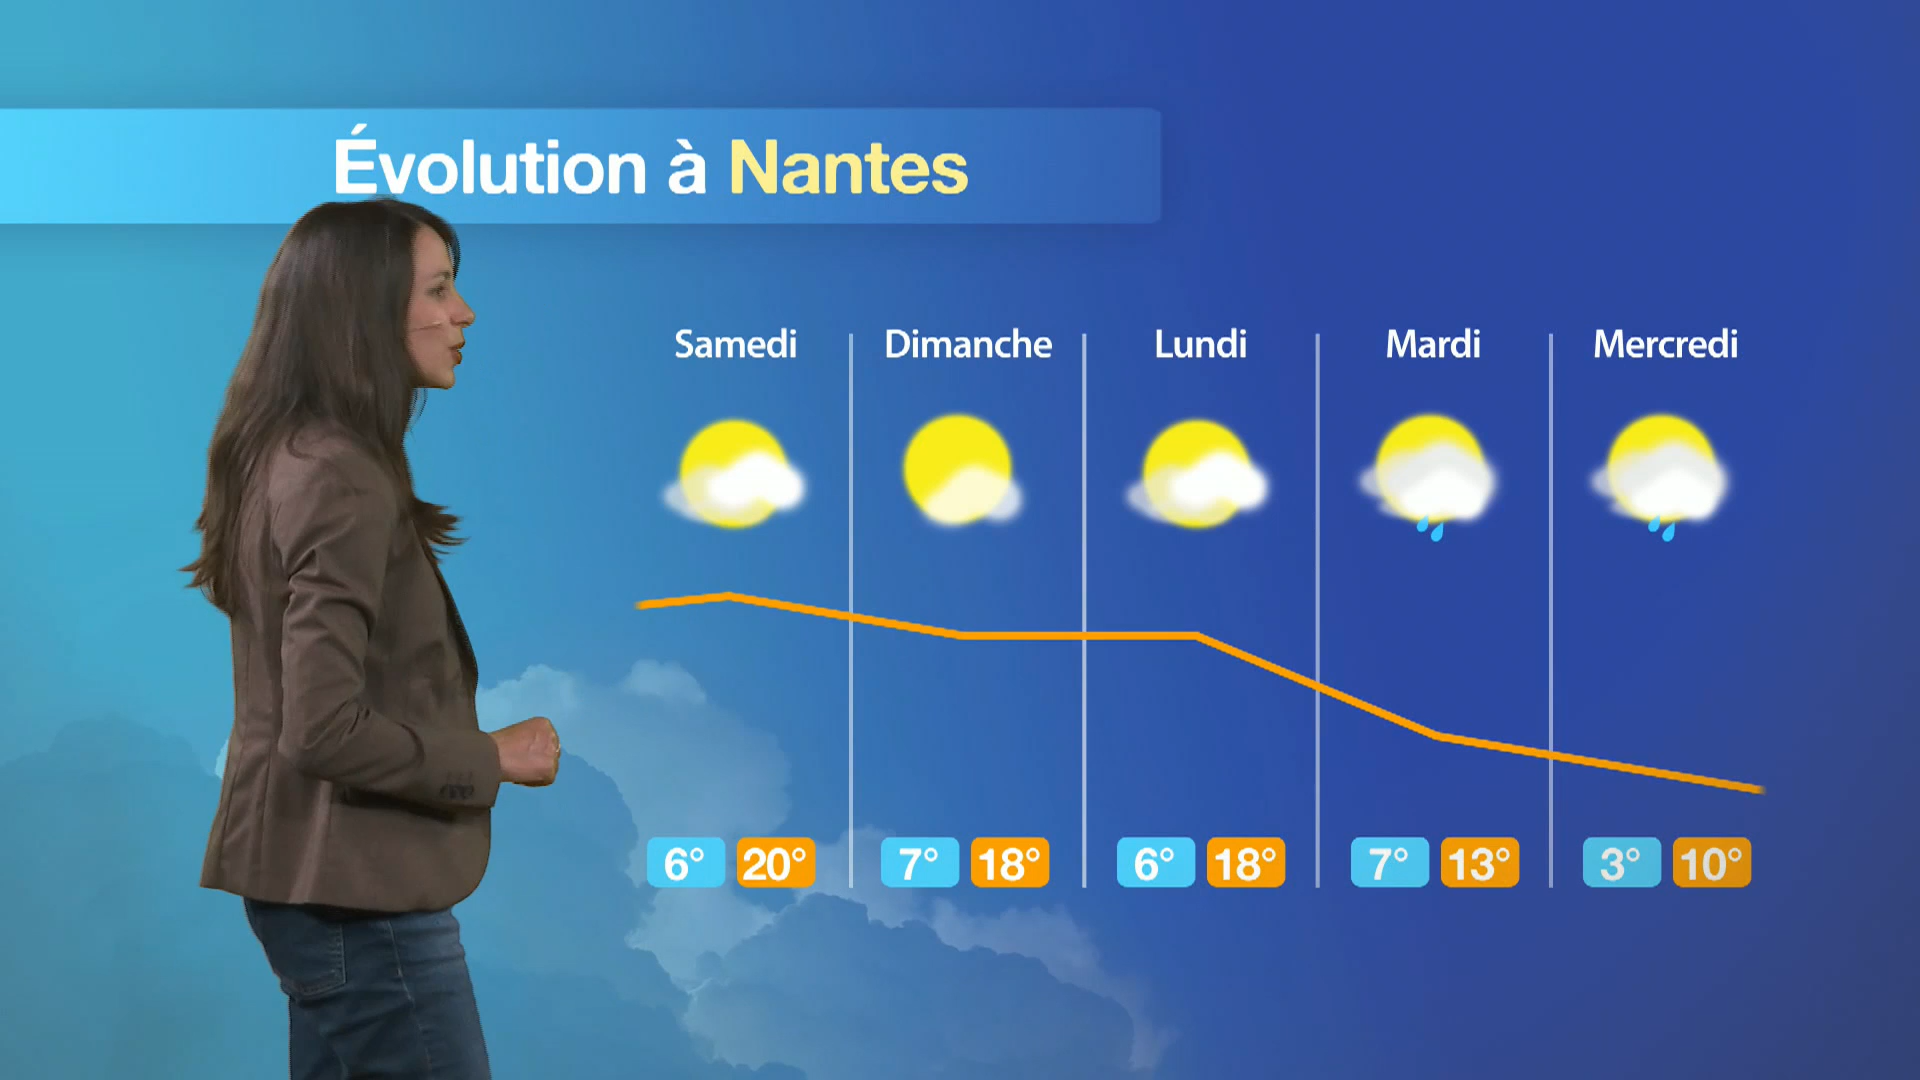 Évolution à Nantes
Samedi Dimanche Lundi Mardi Mercredi
6° 20° 7° 18° 6° 18° 7° 13° 3° 10°